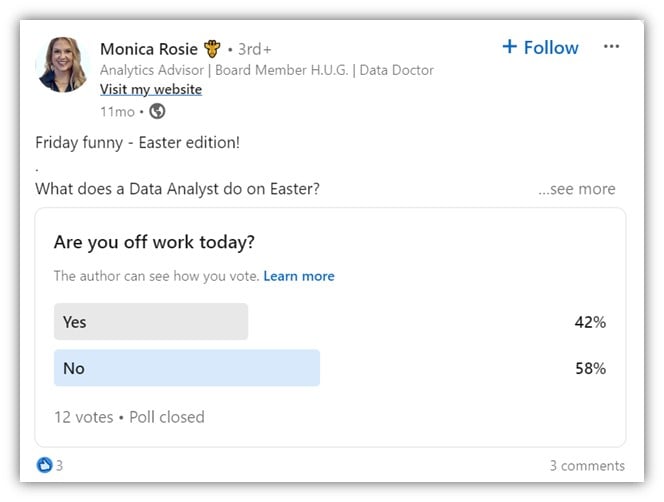 Monica Rosie 🦒 • 3rd+
+ Follow ...
Analytics Advisor | Board Member H.U.G. | Data Doctor
Visit my website
11mo •
Friday funny - Easter edition!
.
What does a Data Analyst do on Easter? ...see more
Are you off work today?
The author can see how you vote. Learn more
Yes 42%
No 58%
12 votes • Poll closed
3 3 comments